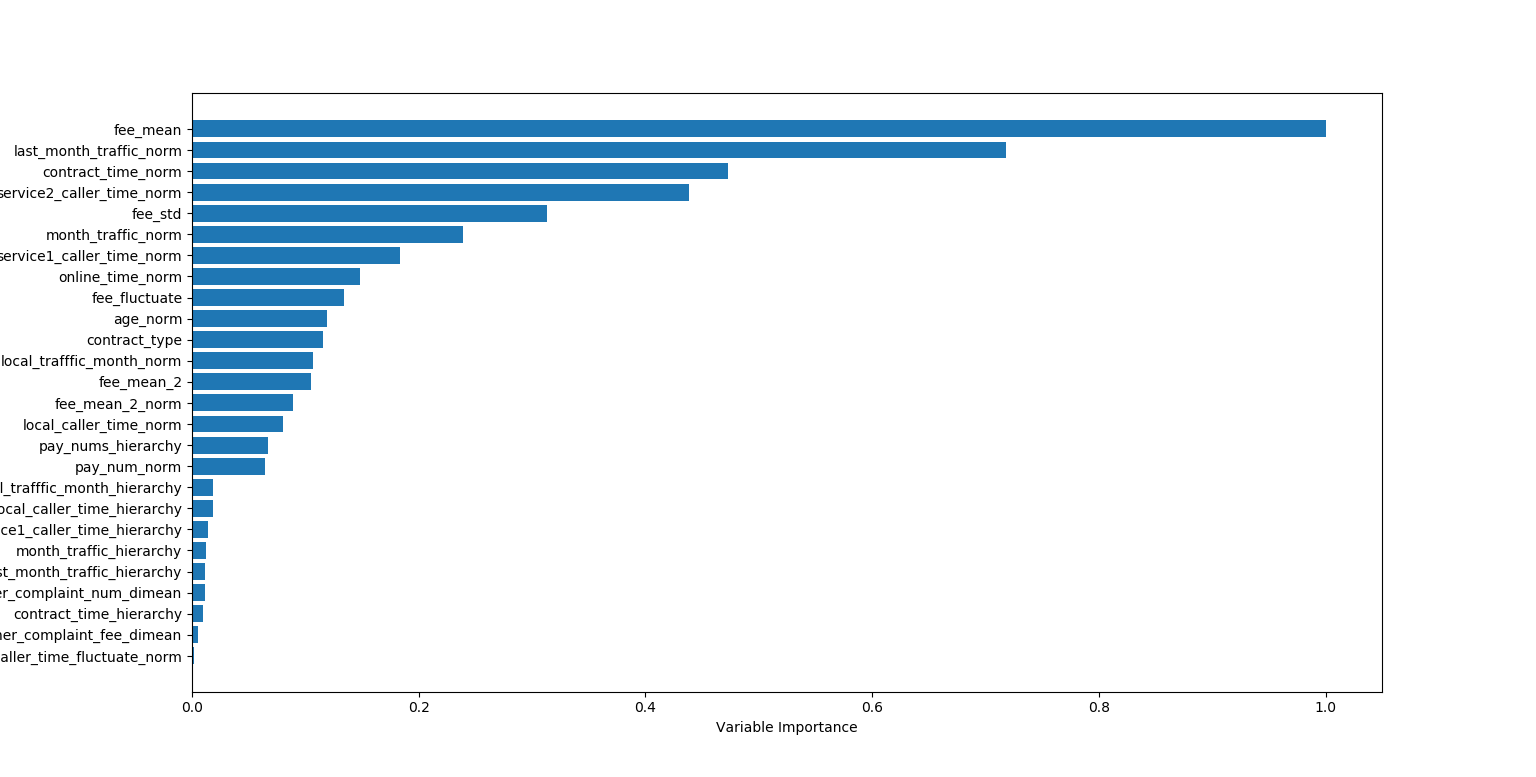 fee_mean
last_month_traffic_norm
contract_time_norm
service2_caller_time_norm
fee_std
month_traffic_norm
service1_caller_time_norm
online_time_norm
fee_fluctuate
age_norm
contract_type
local_trafffic_month_norm
fee_mean_2
fee_mean_2_norm
local_caller_time_norm
pay_nums_hierarchy
pay_num_norm
l_trafffic_month_hierarchy
ocal_caller_time_hierarchy
ce1_caller_time_hierarchy
month_traffic_hierarchy
st_month_traffic_hierarchy
er_complaint_num_dimean
contract_time_hierarchy
ner_complaint_fee_dimean
aller_time_fluctuate_norm
0.0 0.2 0.4 0.6 0.8 1.0
Variable Importance